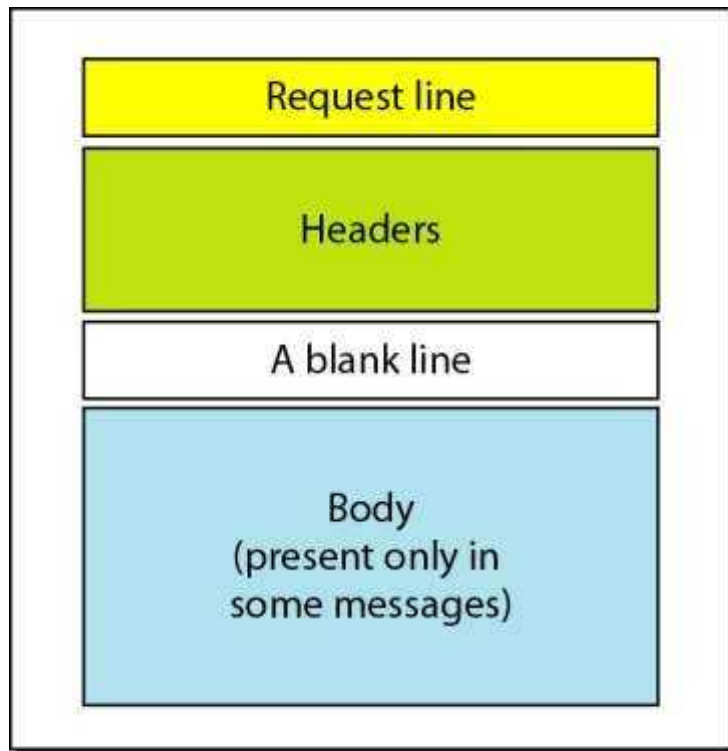 Request line
Headers
A blank line
Body
(present only in
some messages)